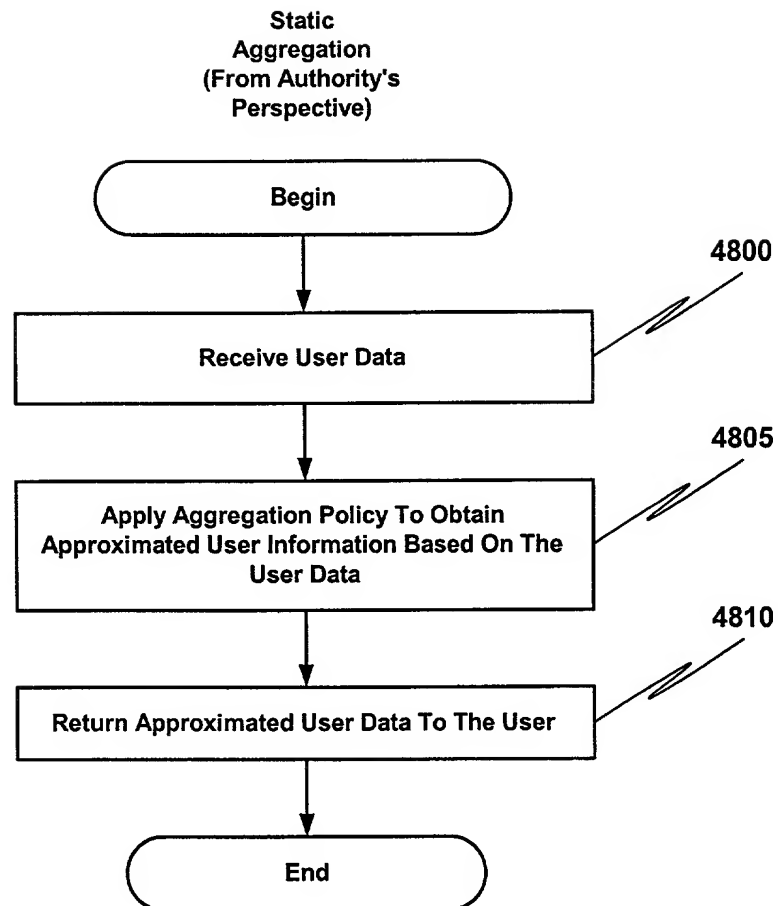 Static
Aggregation
(From Authority's
Perspective)
Begin
4800
Receive User Data
4805
Apply Aggregation Policy To Obtain
Approximated User Information Based On The
User Data
4810
Return Approximated User Data To The User
End